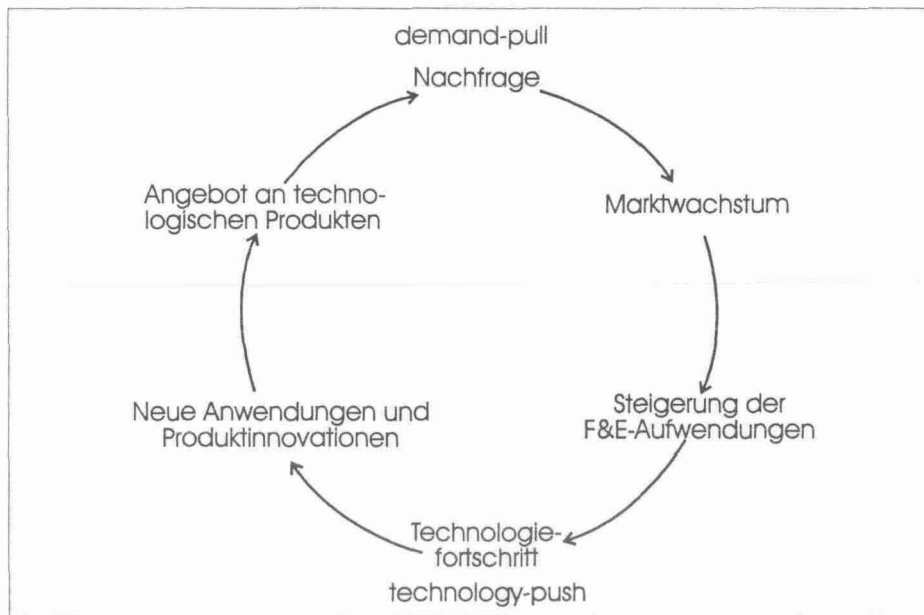 demand-pull
Nachfrage
Marktwachstum
Steigerung der
F&E-Aufwendungen
Technologie-
fortschritt
technology-push
Neue Anwendungen und
Produktinnovationen
Angebot an techno-
logischen Produkten